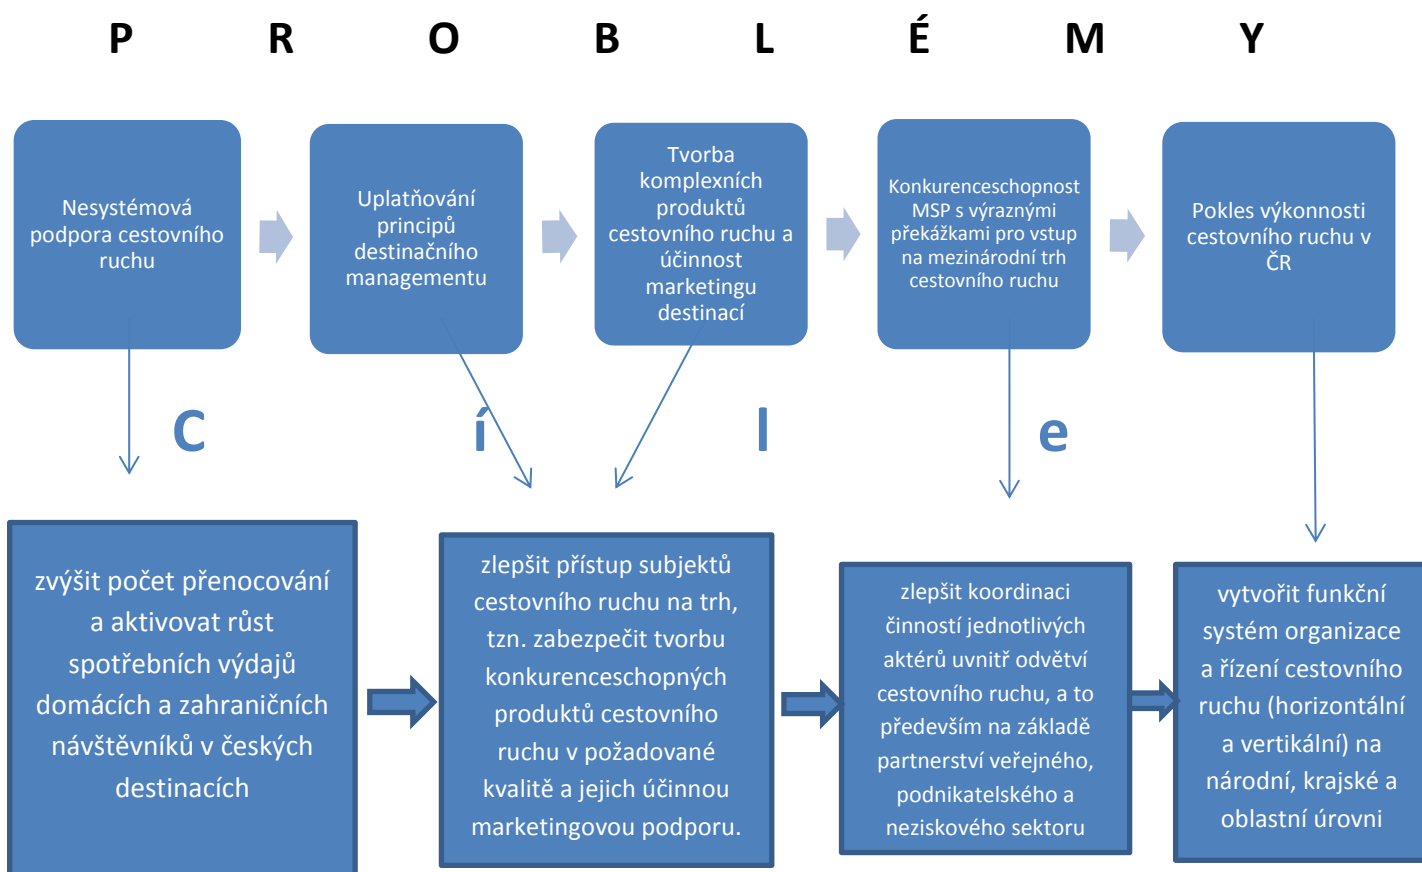 P R O B L É M Y
Nesystémová
podpora cestovního
ruchu
Uplatňování
principů
destinačního
managementu
Tvorba
komplexních
produktů
cestovního ruchu a
účinnost
marketingu
destinací
Konkurenceschopnost
MSP s výraznými
překážkami pro vstup
na mezinárodní trh
cestovního ruchu
Pokles výkonnosti
cestovního ruchu v
ČR
C í l e
zvýšit počet přenocování
a aktivovat růst
spotřebních výdajů
domácích a zahraničních
návštěvníků v českých
destinacích
zlepšit přístup subjektů
cestovního ruchu na trh,
tzn. zabezpečit tvorbu
konkurenceschopných
produktů cestovního
ruchu v požadované
kvalitě a jejich účinnou
marketingovou podporu.
zlepšit koordinaci
činností jednotlivých
aktérů uvnitř odvětví
cestovního ruchu, a to
především na základě
partnerství veřejného,
podnikatelského a
neziskového sektoru
vytvořit funkční
systém organizace
a řízení cestovního
ruchu (horizontální
a vertikální) na
národní, krajské a
oblastní úrovni